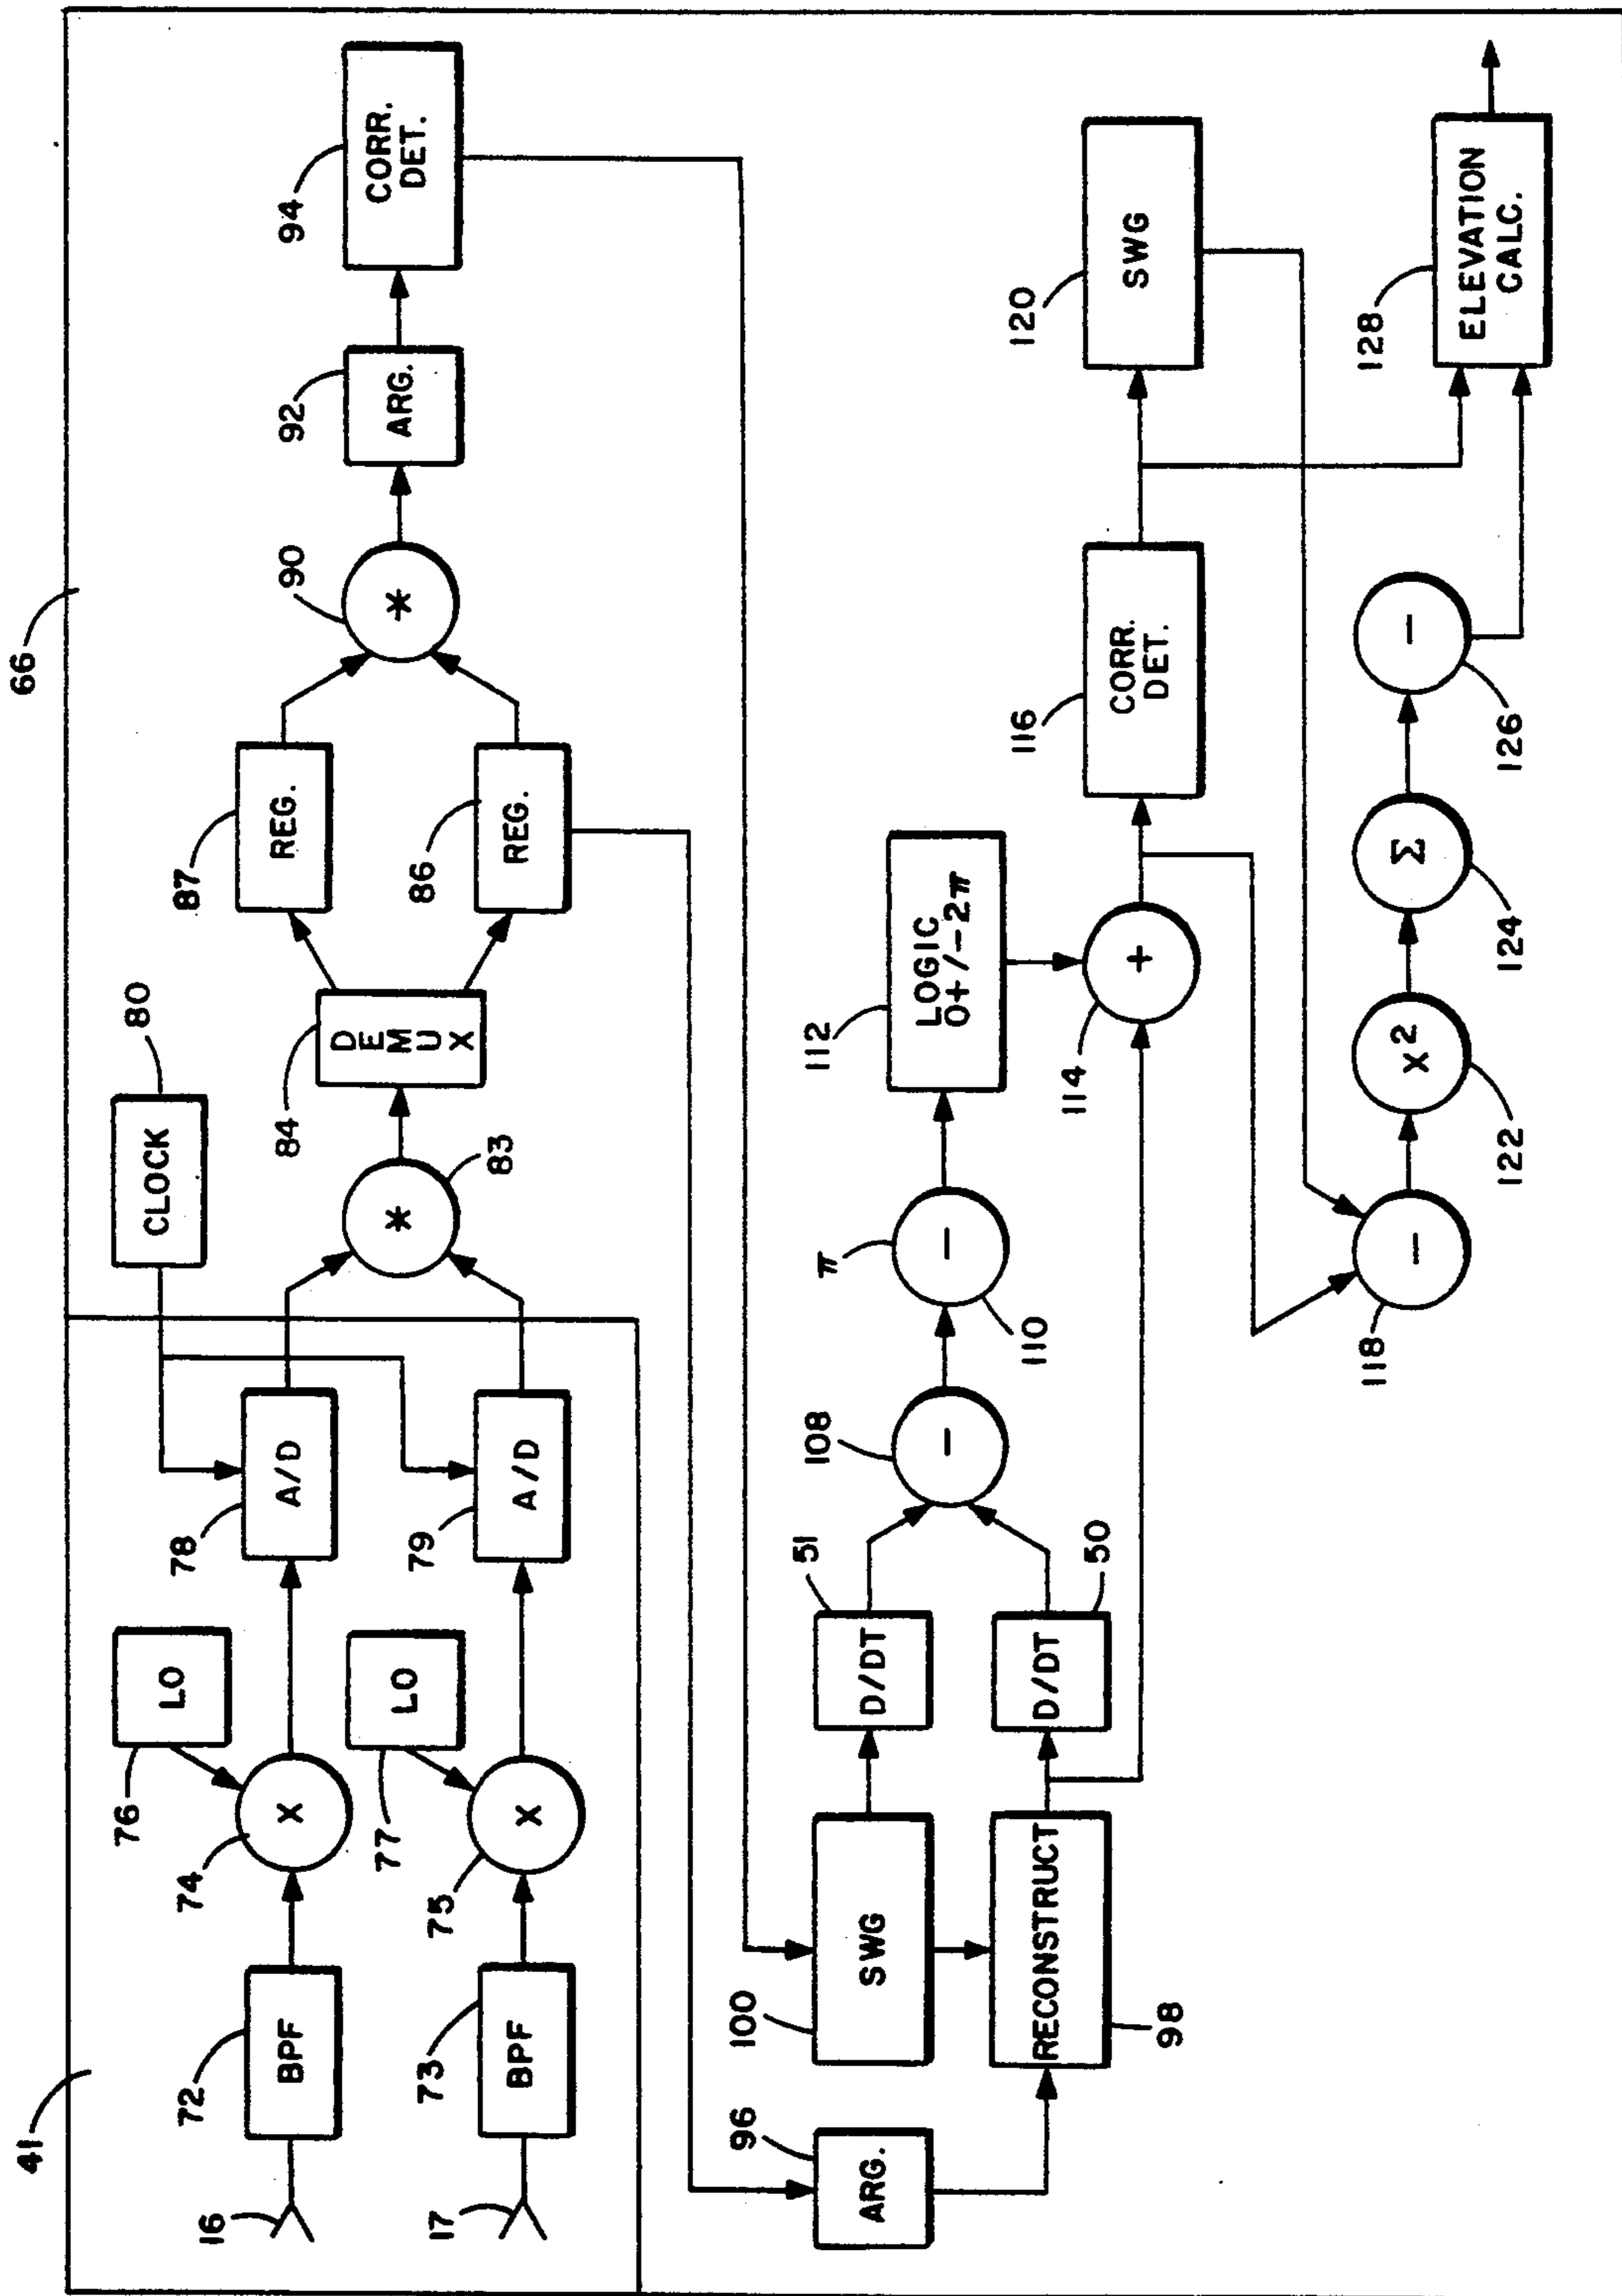 41
66
16
72
BPF
76
LO
74
X
78
A/D
80
CLOCK
17
73
BPF
77
LO
75
X
79
A/D
*
83
84
DEMUX
87
REG.
86
REG.
90
*
92
ARG.
94
CORR.
DET.
96
ARG.
100
SWG
RECONSTRUCT
98
51
D/DT
D/DT
50
108
−
π
−
110
112
LOGIC
0+/-2π
114
+
116
CORR.
DET.
120
SWG
118
−
X²
122
Σ
124
−
126
128
ELEVATION
CALC.